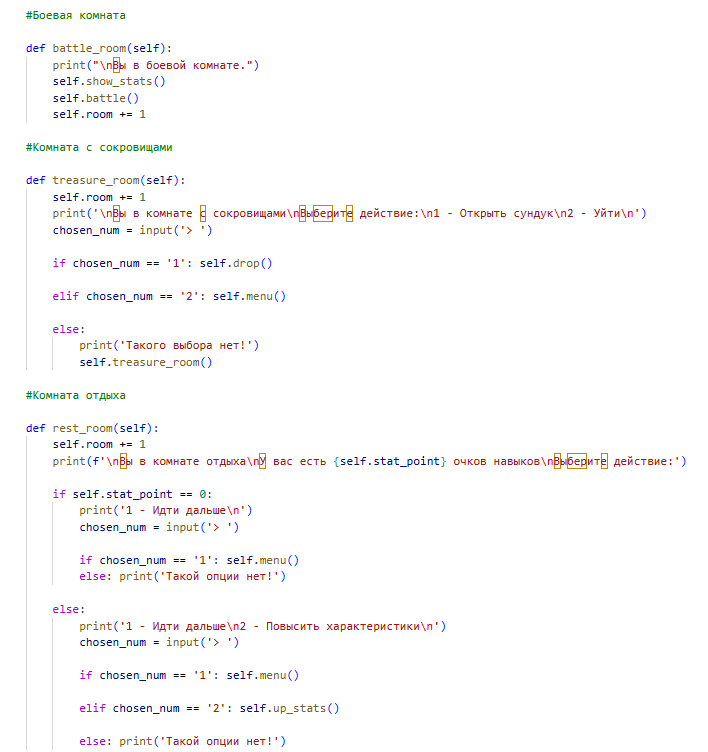 #Боевая комната
def battle_room(self):
print("\nВы в боевой комнате.")
self.show_stats()
self.battle()
self.room += 1
#Комната с сокровищами
def treasure_room(self):
self.room += 1
print('\nВы в комнате с сокровищами\nВыберите действие:\n1 - Открыть сундук\n2 - Уйти\n')
chosen_num = input('> ')
if chosen_num == '1': self.drop()
elif chosen_num == '2': self.menu()
else:
print('Такого выбора нет!')
self.treasure_room()
#Комната отдыха
def rest_room(self):
self.room += 1
print(f'\nВы в комнате отдыха\nУ вас есть {self.stat_point} очков навыков\nВыберите действие:')
if self.stat_point == 0:
print('1 - Идти дальше\n')
chosen_num = input('> ')
if chosen_num == '1': self.menu()
else: print('Такой опции нет!')
else:
print('1 - Идти дальше\n2 - Повысить характеристики\n')
chosen_num = input('> ')
if chosen_num == '1': self.menu()
elif chosen_num == '2': self.up_stats()
else: print('Такой опции нет!')